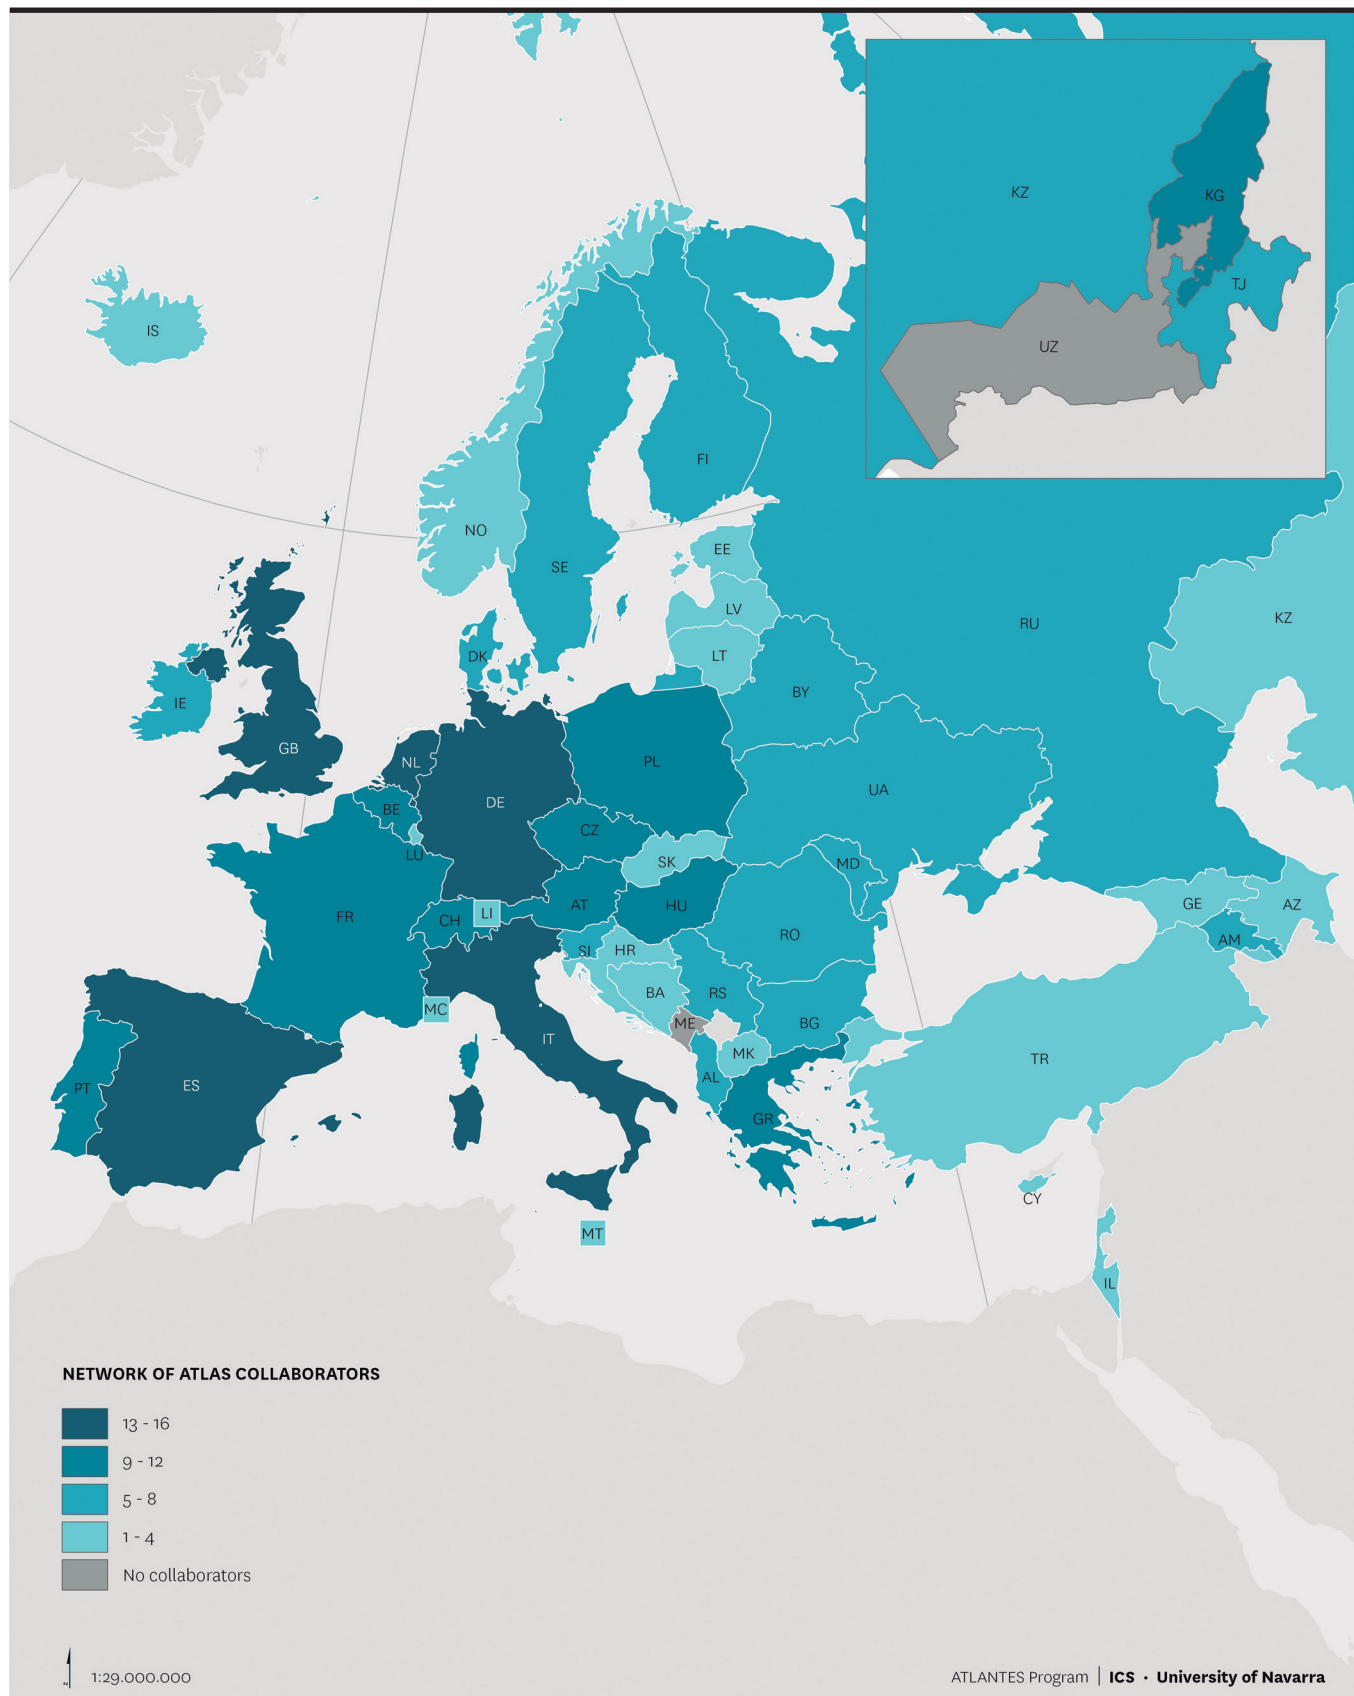 KZ
KG
TJ
UZ
IS
FI
NO
SE
EE
LV
LT
RU
KZ
DK
BY
IE
GB
NL
PL
DE
BE
UA
CZ
LU
SK
MD
FR
CH
LI
AT
HU
RO
SI
HR
GE
AZ
AM
BA
RS
MC
ME
BG
IT
MK
TR
PT
ES
AL
GR
CY
MT
IL
NETWORK OF ATLAS COLLABORATORS
13 - 16
9 - 12
5 - 8
1 - 4
No collaborators
N
1:29.000.000
ATLANTES Program | ICS · University of Navarra